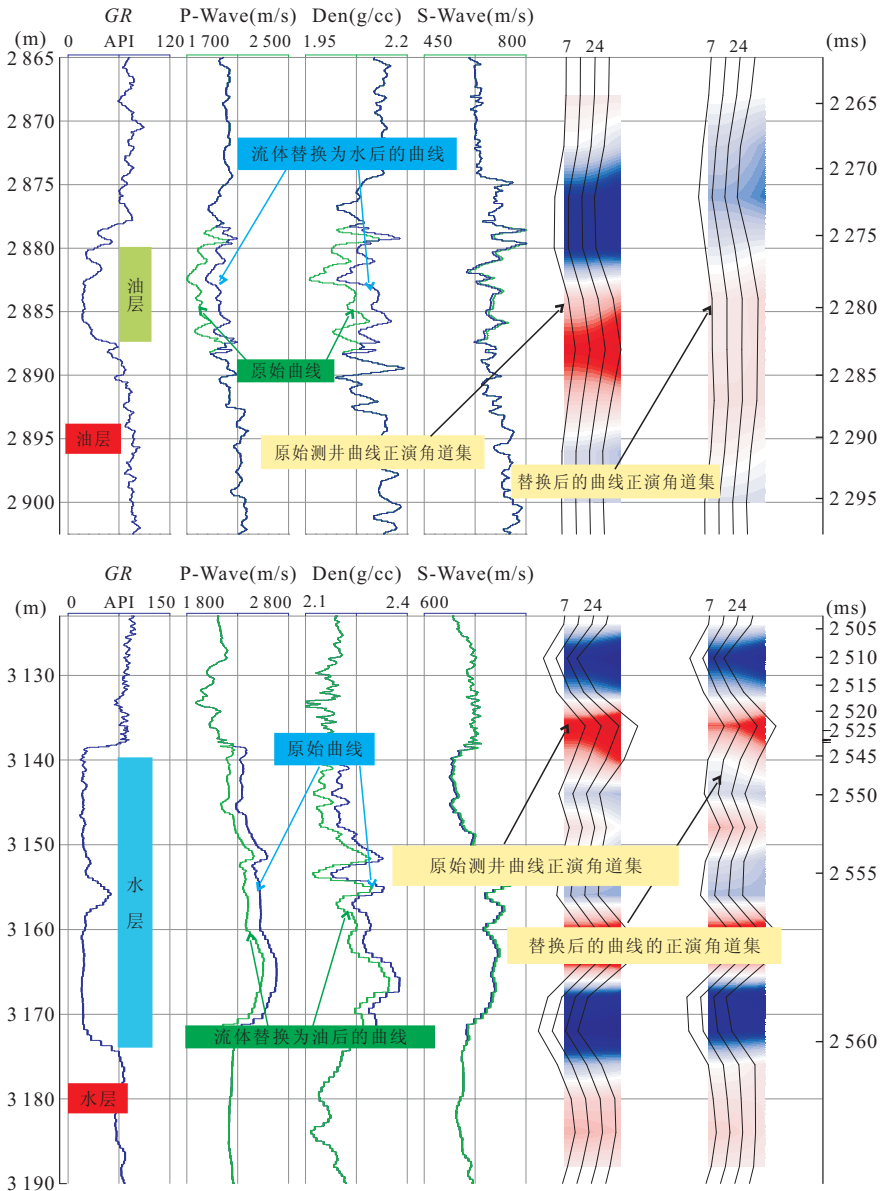 GR P-Wave(m/s) Den(g/cc) S-Wave(m/s)
(m) 0 API 120 1 700 2 500 1.95 2.2 450 800 7 24 7 24 (ms)
2 865
2 265
2 870
流体替换为水后的曲线
2 270
2 875
2 275
2 880
油层
2 280
2 885
原始曲线
2 285
2 890
油层
原始测井曲线正演角道集
2 290
2 895
替换后的曲线正演角道集
2 295
2 900
GR P-Wave(m/s) Den(g/cc) S-Wave(m/s)
(m) 0 API 150 1 800 2 800 2.1 2.4 600 7 24 7 24 (ms)
2 505
3 130
2 510
2 515
2 520
2 525
原始曲线
3 140
2 545
2 550
3 150
原始测井曲线正演角道集
2 555
水层
3 160
替换后的曲线的正演角道集
3 170
流体替换为油后的曲线
2 560
水层
3 180
3 190